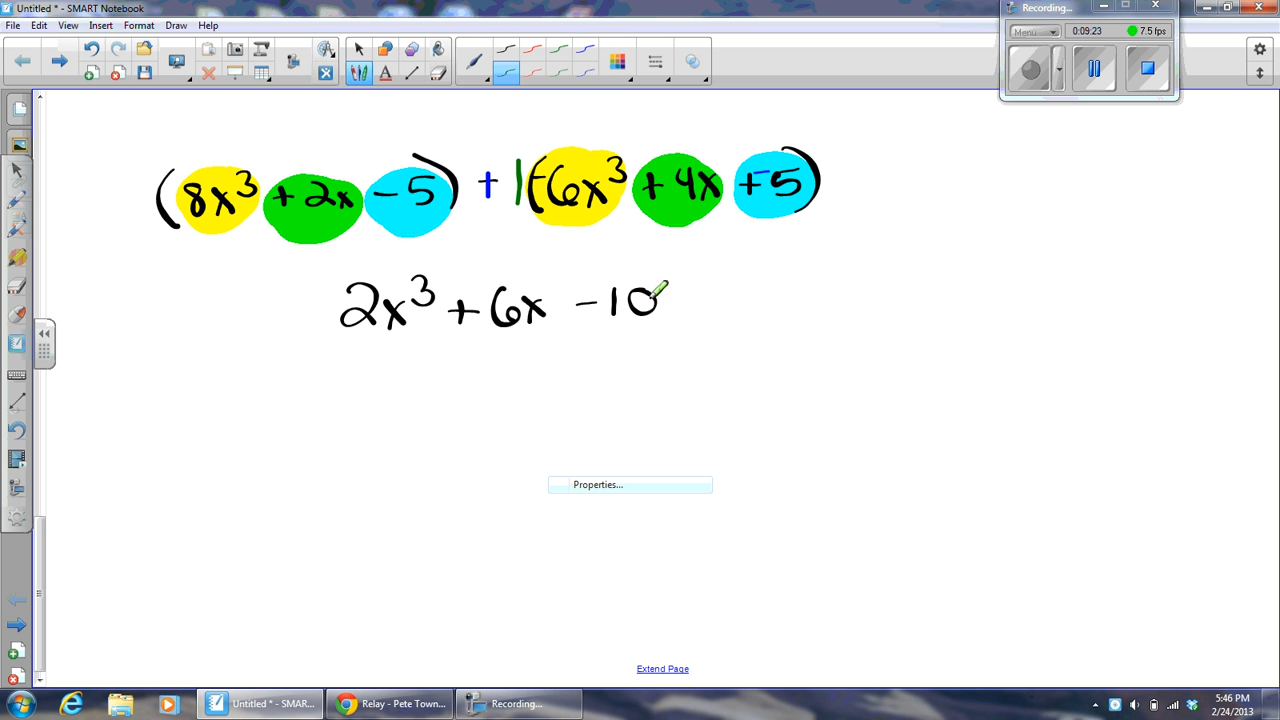 Untitled * - SMART Notebook
Recording...
File Edit View Insert Format Draw Help
Menu 0:09:23 7.5 fps
(8x³ + 2x - 5) + 1(-6x³ + 4x + -5)
2x³ + 6x - 10
Properties...
Extend Page
Untitled * - SMAR...
Relay - Pete Town...
Recording...
5:46 PM
2/24/2013